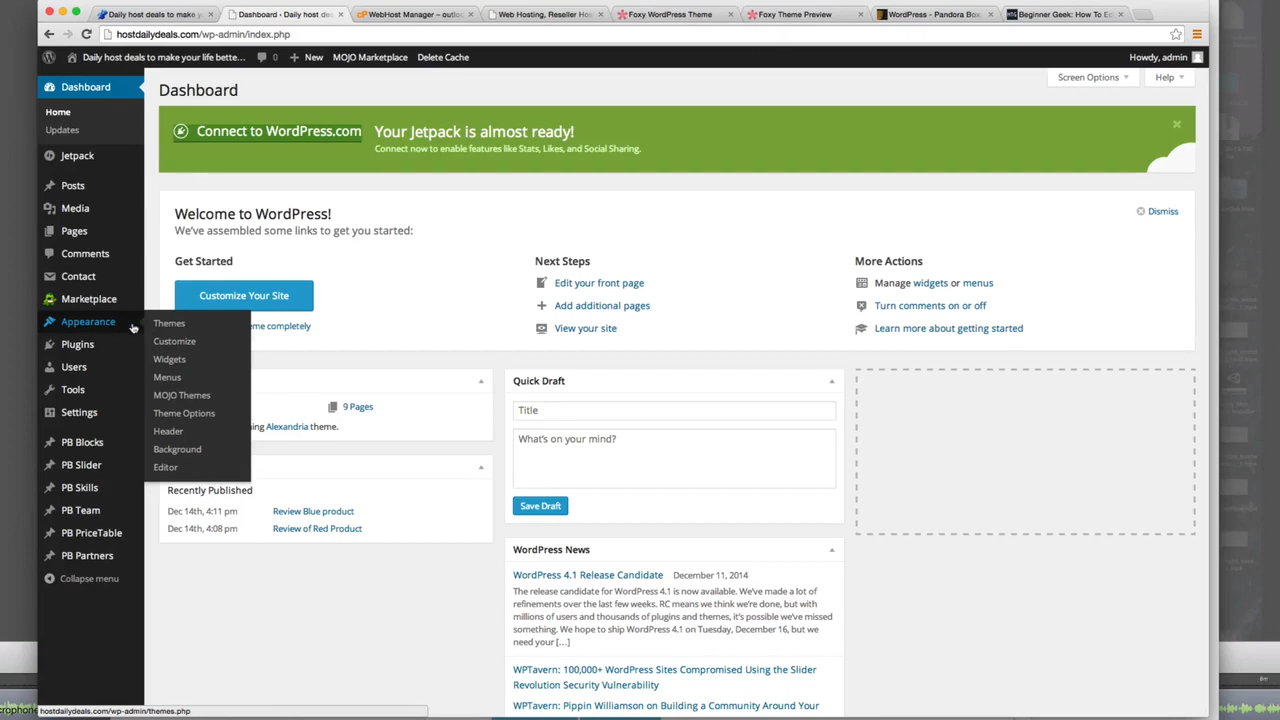 Daily host deals to make y
Dashboard ‹ Daily host de
WebHost Manager – outlo
Web Hosting, Reseller Hos
Foxy WordPress Theme
Foxy Theme Preview
WordPress - Pandora Box
Beginner Geek: How To Ed
hostdailydeals.com/wp-admin/index.php
Daily host deals to make your life bette...
0
New
MOJO Marketplace
Delete Cache
Howdy, admin
Dashboard
Home
Updates
Jetpack
Posts
Media
Pages
Comments
Contact
Marketplace
Appearance
Plugins
Users
Tools
Settings
PB Blocks
PB Slider
PB Skills
PB Team
PB PriceTable
PB Partners
Collapse menu
Themes
Customize
Widgets
Menus
MOJO Themes
Theme Options
Header
Background
Editor
Dashboard
Screen Options
Help
Connect to WordPress.com
Your Jetpack is almost ready!
Connect now to enable features like Stats, Likes, and Social Sharing.
Welcome to WordPress!
We've assembled some links to get you started:
Dismiss
Get Started
Customize Your Site
eme completely
Next Steps
Edit your front page
Add additional pages
View your site
More Actions
Manage widgets or menus
Turn comments on or off
Learn more about getting started
9 Pages
ing Alexandria theme.
Recently Published
Dec 14th, 4:11 pm Review Blue product
Dec 14th, 4:08 pm Review of Red Product
Quick Draft
Title
What's on your mind?
Save Draft
WordPress News
WordPress 4.1 Release Candidate December 11, 2014
The release candidate for WordPress 4.1 is now available. We've made a lot of
refinements over the last few weeks. RC means we think we're done, but with
millions of users and thousands of plugins and themes, it's possible we've missed
something. We hope to ship WordPress 4.1 on Tuesday, December 16, but we
need your […]
WPTavern: 100,000+ WordPress Sites Compromised Using the Slider
Revolution Security Vulnerability
WPTavern: Pippin Williamson on Building a Community Around Your
hostdailydeals.com/wp-admin/themes.php